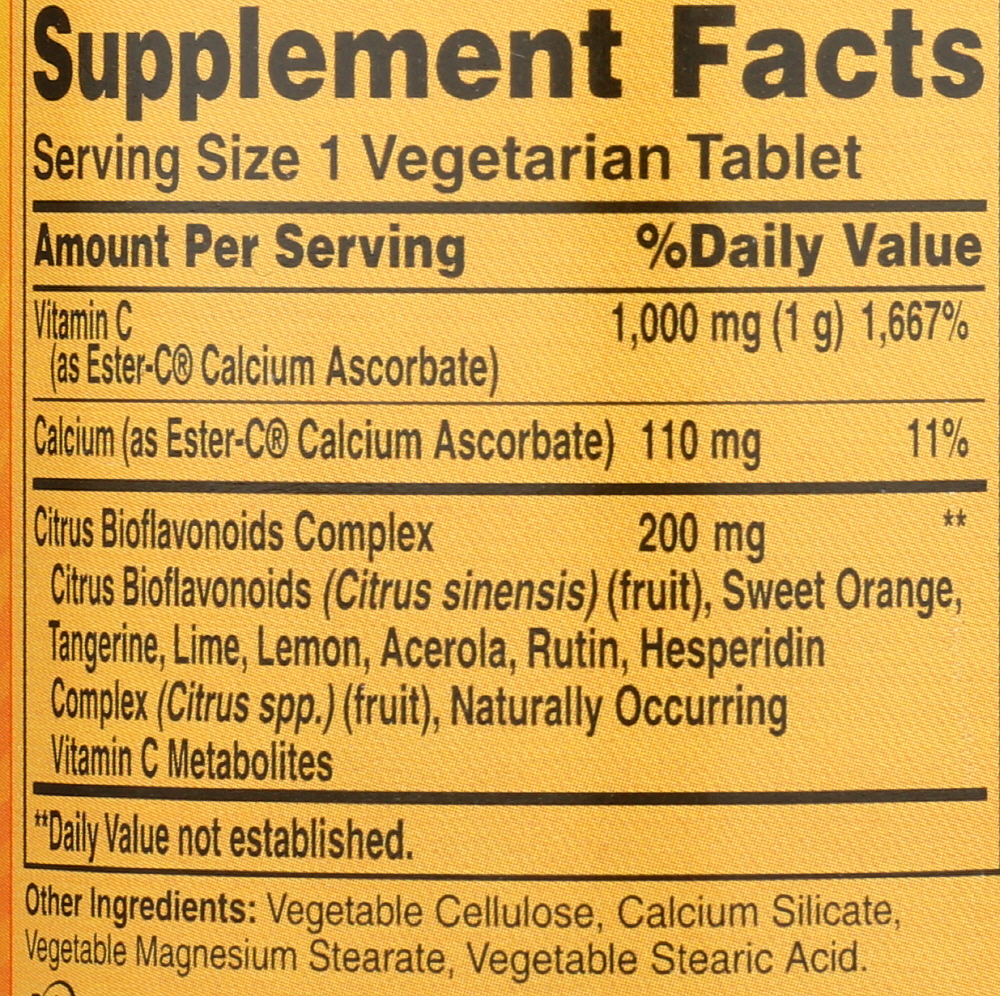 Supplement Facts
Serving Size 1 Vegetarian Tablet
Amount Per Serving %Daily Value
Vitamin C 1,000 mg (1 g) 1,667%
(as Ester-C® Calcium Ascorbate)
Calcium (as Ester-C® Calcium Ascorbate) 110 mg 11%
Citrus Bioflavonoids Complex 200 mg **
Citrus Bioflavonoids (Citrus sinensis) (fruit), Sweet Orange,
Tangerine, Lime, Lemon, Acerola, Rutin, Hesperidin
Complex (Citrus spp.) (fruit), Naturally Occurring
Vitamin C Metabolites
**Daily Value not established.
Other Ingredients: Vegetable Cellulose, Calcium Silicate,
Vegetable Magnesium Stearate, Vegetable Stearic Acid.